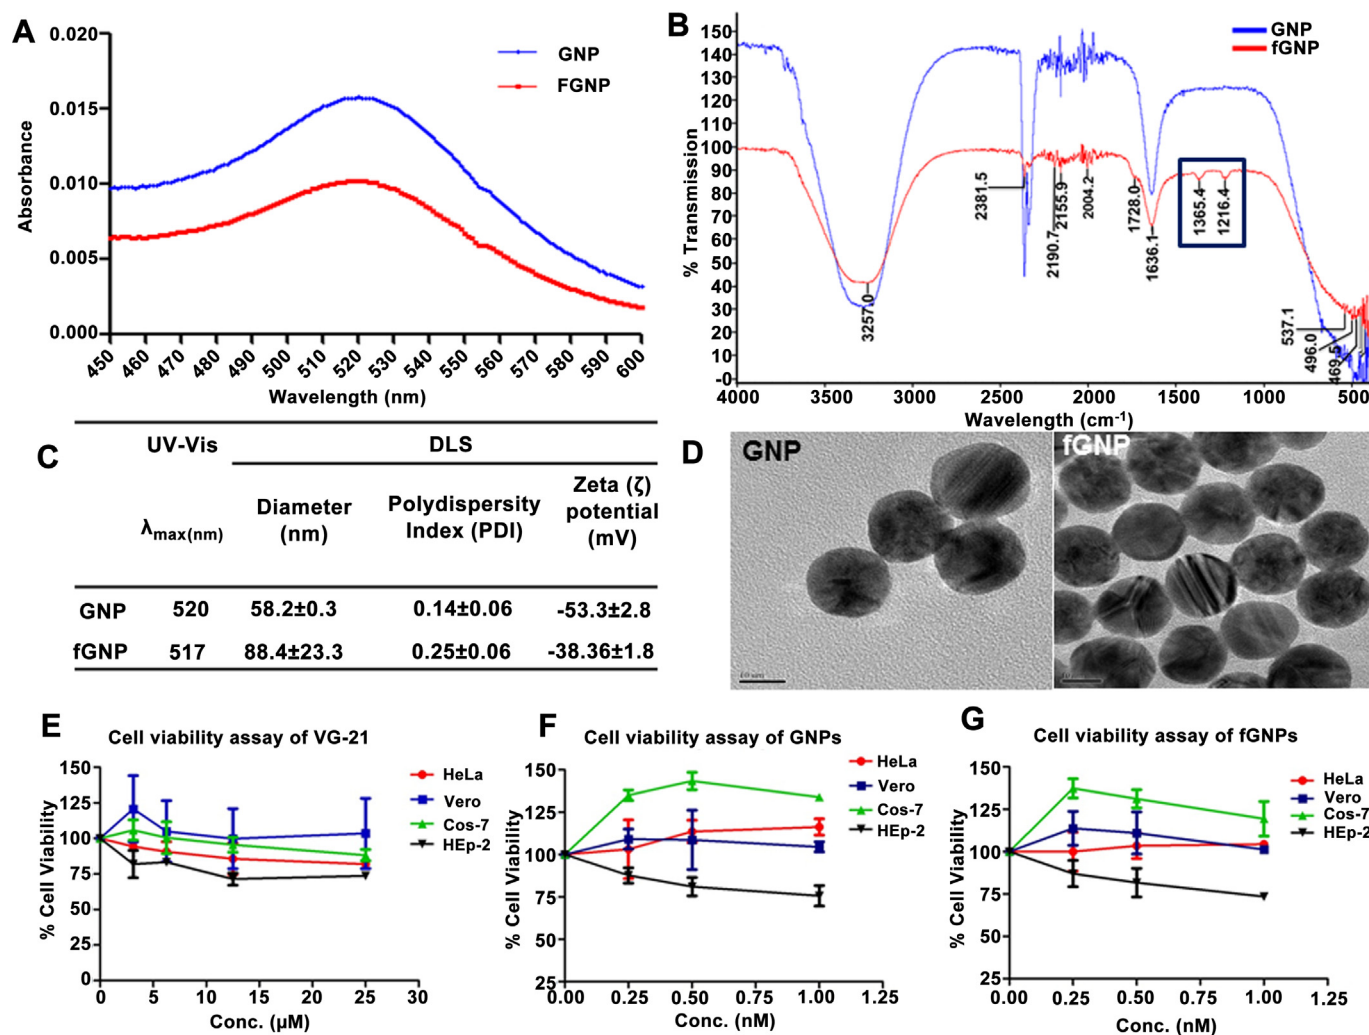 A
0.020
0.015
0.010
0.005
0.000
Absorbance
GNP
FGNP
450 460 470 480 490 500 510 520 530 540 550 560 570 580 590 600
Wavelength (nm)
B
150
140
130
120
110
100
90
80
70
60
50
40
30
20
10
-0
% Transmission
GNP
fGNP
3257.0
2381.5
2190.7
2155.9
2004.2
1728.0
1636.1
1365.4
1216.4
537.1
496.0
469.5
4000 3500 3000 2500 2000 1500 1000 500
Wavelength (cm-1)
C
UV-Vis DLS
λmax(nm) Diameter (nm) Polydispersity Index (PDI) Zeta (ζ) potential (mV)
GNP 520 58.2±0.3 0.14±0.06 -53.3±2.8
fGNP 517 88.4±23.3 0.25±0.06 -38.36±1.8
D
GNP
fGNP
E
Cell viability assay of VG-21
150
125
100
75
50
25
0
% Cell Viability
HeLa
Vero
Cos-7
HEp-2
0 5 10 15 20 25 30
Conc. (µM)
F
Cell viability assay of GNPs
150
125
100
75
50
25
% Cell Viability
HeLa
Vero
Cos-7
HEp-2
0.00 0.25 0.50 0.75 1.00 1.25
Conc. (nM)
G
Cell viability assay of fGNPs
150
125
100
75
50
25
% Cell Viability
HeLa
Vero
Cos-7
HEp-2
0.00 0.25 0.50 0.75 1.00 1.25
Conc. (nM)